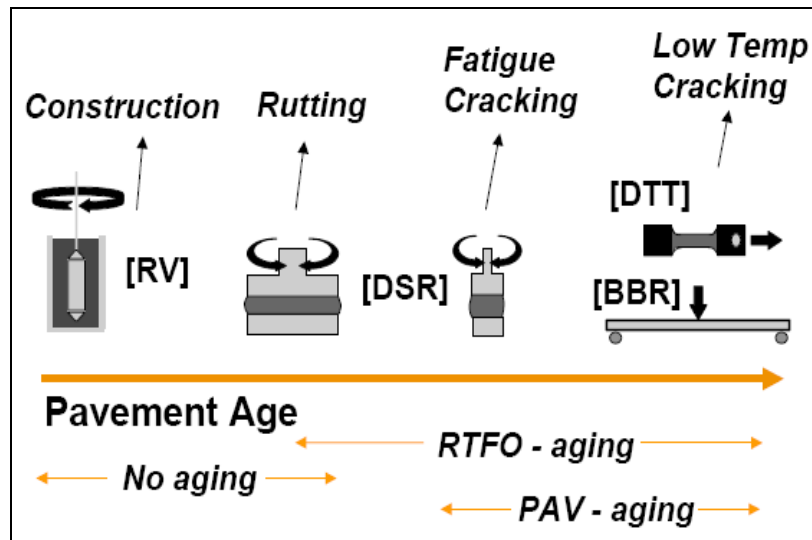 Construction
Rutting
Fatigue
Cracking
Low Temp
Cracking
[RV]
[DSR]
[DTT]
[BBR]
Pavement Age
RTFO - aging
No aging
PAV - aging